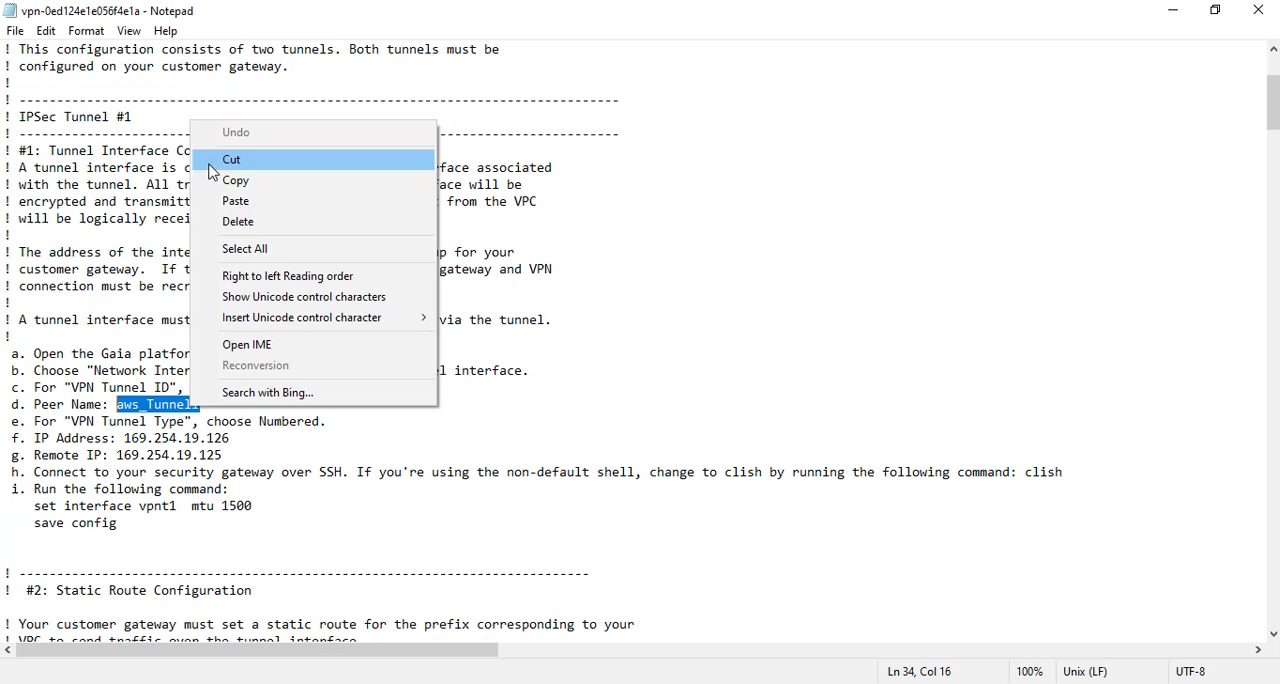 vpn-0ed124e1e056f4e1a - Notepad
File Edit Format View Help
! This configuration consists of two tunnels. Both tunnels must be
! configured on your customer gateway.
!
! --------------------------------------------------------------------------------
! IPSec Tunnel #1
! --------------------------------------------------------------------------------
! #1: Tunnel Interface
! A tunnel interface is face associated
! with the tunnel. All will be
! encrypted and from the VPC
! will be logically
!
! The address of the for your
! customer gateway. If gateway and VPN
! connection must be
!
! A tunnel interface must via the tunnel.
!
a. Open the Gaia
b. Choose "Network interface.
c. For "VPN Tunnel ID",
d. Peer Name: aws_Tunnel1
e. For "VPN Tunnel Type", choose Numbered.
f. IP Address: 169.254.19.126
g. Remote IP: 169.254.19.125
h. Connect to your security gateway over SSH. If you're using the non-default shell, change to clish by running the following command: clish
i. Run the following command:
set interface vpnt1 mtu 1500
save config
! ----------------------------------------------------------------------------
! #2: Static Route Configuration
! Your customer gateway must set a static route for the prefix corresponding to your
! VPC to send traffic over the tunnel interface.
Undo
Cut
Copy
Paste
Delete
Select All
Right to left Reading order
Show Unicode control characters
Insert Unicode control character >
Open IME
Reconversion
Search with Bing...
Ln 34, Col 16 100% Unix (LF) UTF-8